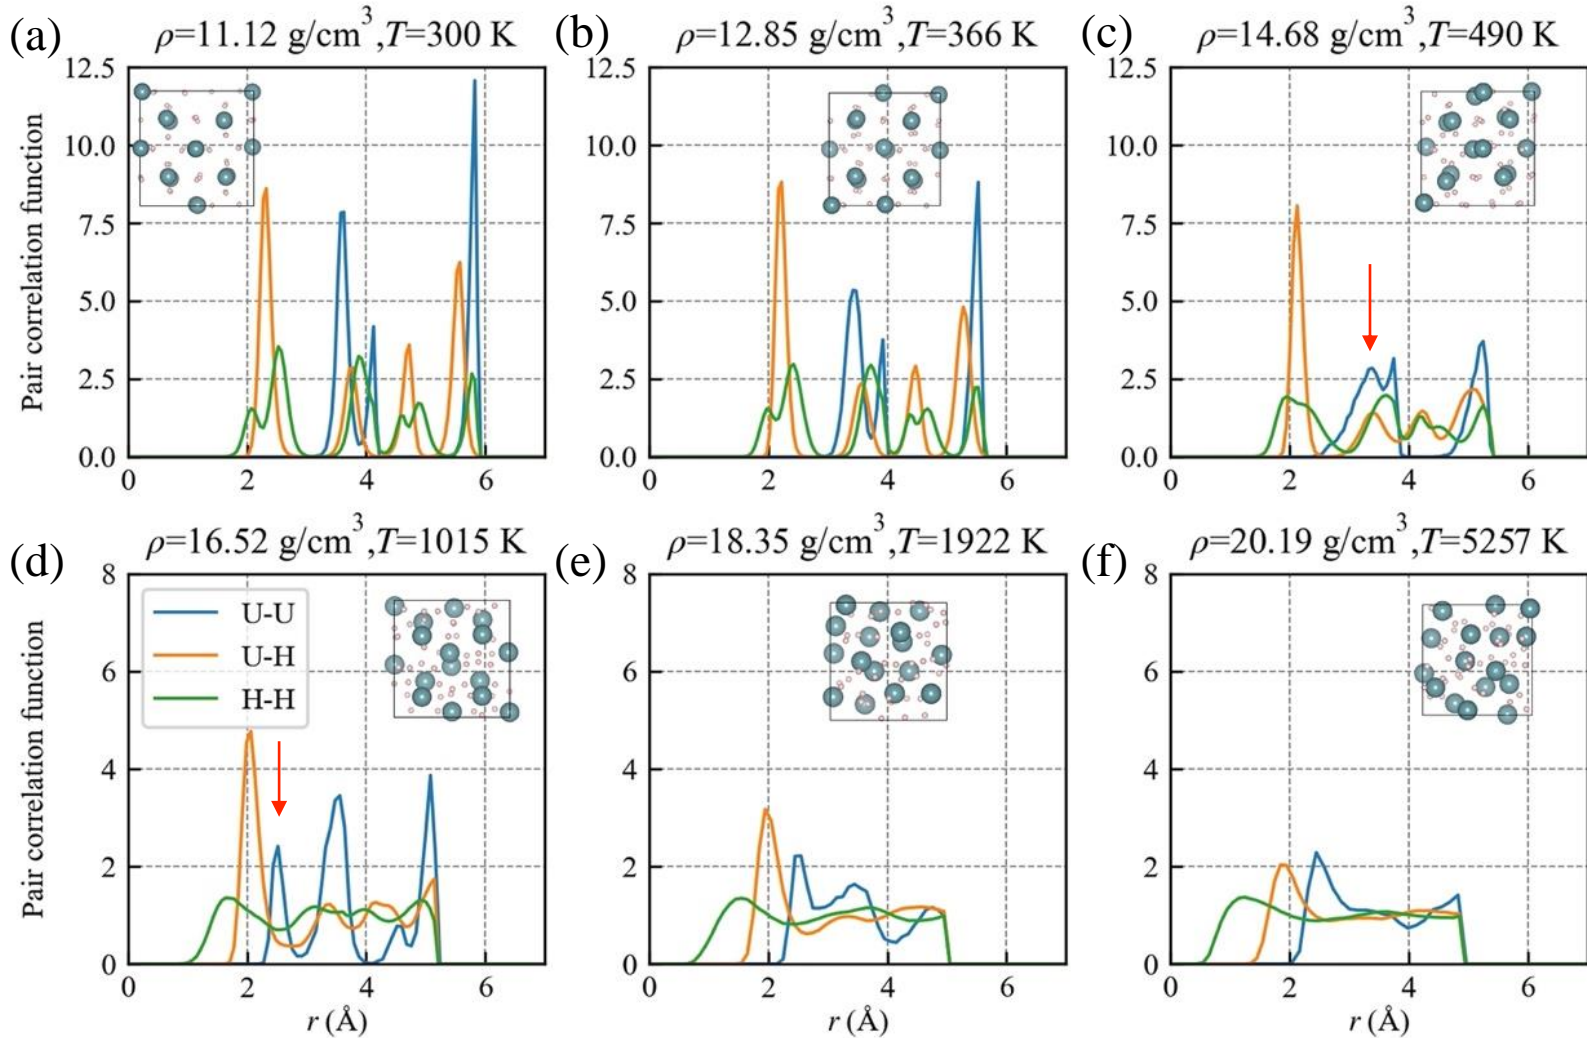 (a) ρ=11.12 g/cm³,T=300 K
(b) ρ=12.85 g/cm³,T=366 K
(c) ρ=14.68 g/cm³,T=490 K
Pair correlation function
12.5
10.0
7.5
5.0
2.5
0.0
0 2 4 6
12.5
10.0
7.5
5.0
2.5
0.0
0 2 4 6
12.5
10.0
7.5
5.0
2.5
0.0
0 2 4 6
(d) ρ=16.52 g/cm³,T=1015 K
(e) ρ=18.35 g/cm³,T=1922 K
(f) ρ=20.19 g/cm³,T=5257 K
Pair correlation function
8
6
4
2
0
U-U
U-H
H-H
0 2 4 6
r (Å)
8
6
4
2
0
0 2 4 6
r (Å)
8
6
4
2
0
0 2 4 6
r (Å)